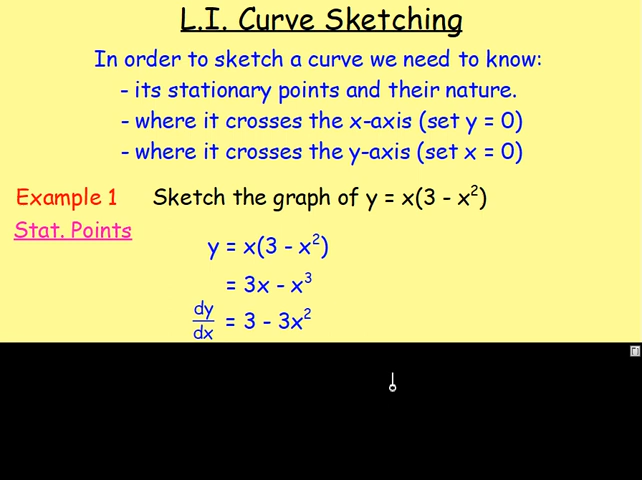 L.I. Curve Sketching
In order to sketch a curve we need to know:
- its stationary points and their nature.
- where it crosses the x-axis (set y = 0)
- where it crosses the y-axis (set x = 0)
Example 1 Sketch the graph of y = x(3 - x²)
Stat. Points
y = x(3 - x²)
= 3x - x³
dy/dx = 3 - 3x²